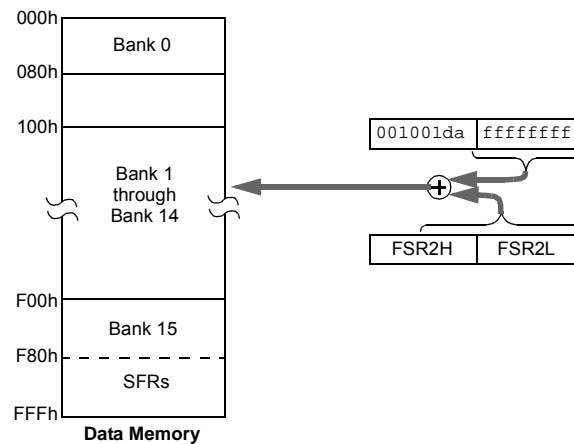 000h
Bank 0
080h
100h
001001da ffffffff
Bank 1
through
Bank 14
+
FSR2H FSR2L
F00h
Bank 15
F80h
SFRs
FFFh
Data Memory